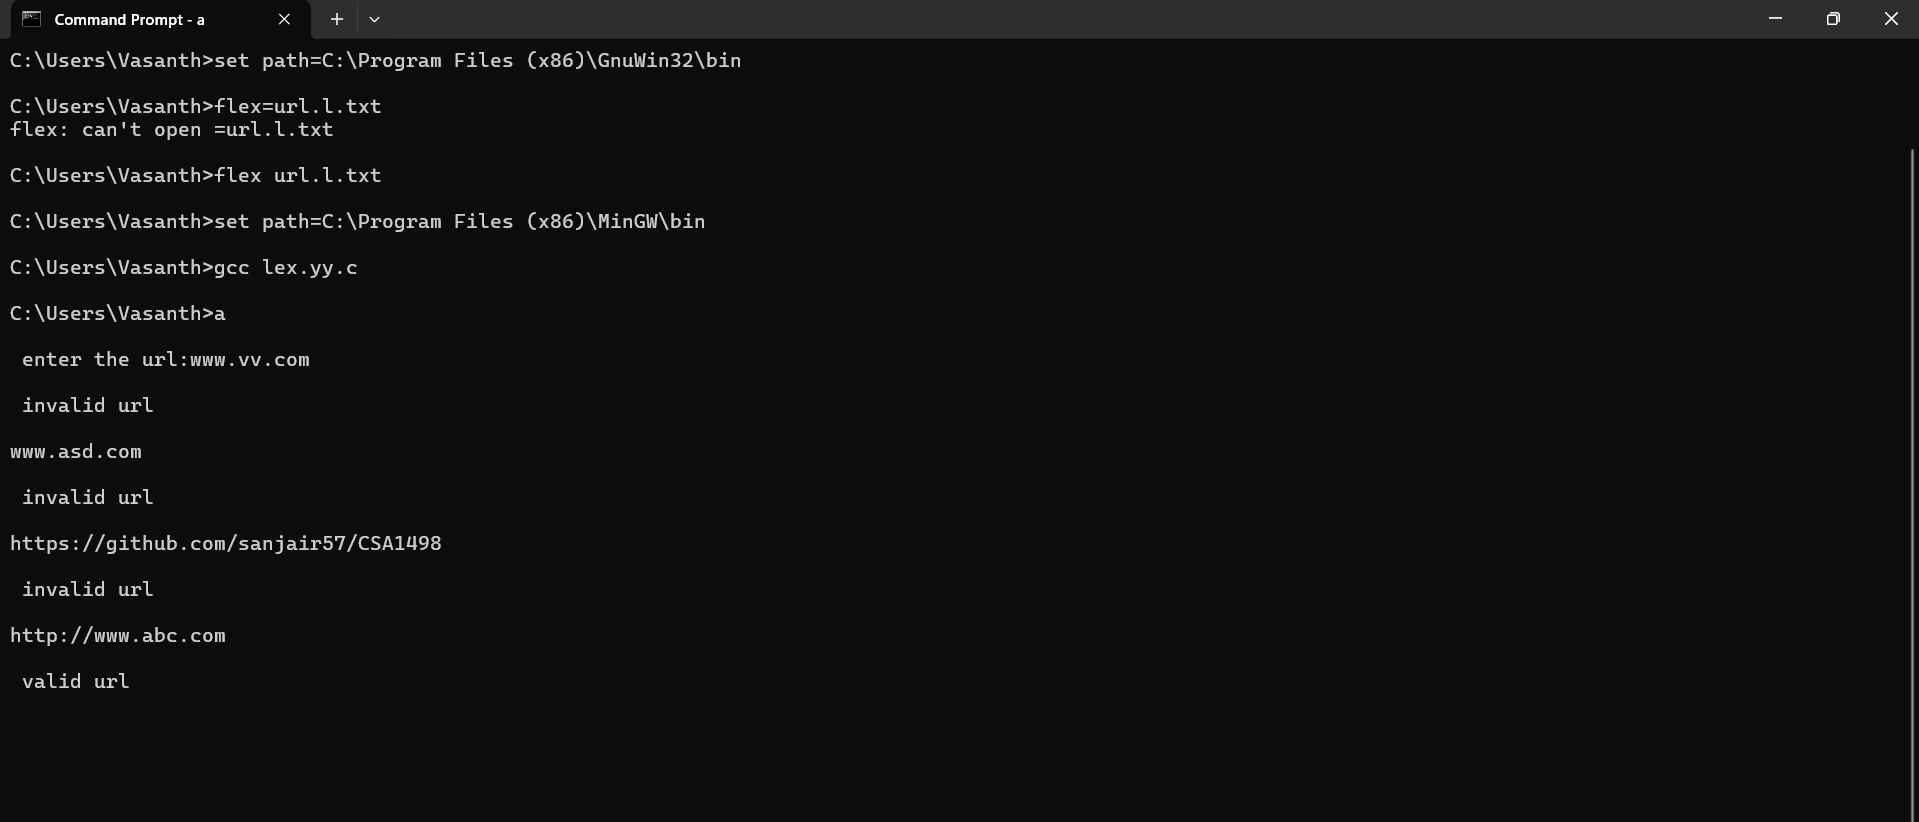 Command Prompt - a
C:\Users\Vasanth>set path=C:\Program Files (x86)\GnuWin32\bin
C:\Users\Vasanth>flex=url.l.txt
flex: can't open =url.l.txt
C:\Users\Vasanth>flex url.l.txt
C:\Users\Vasanth>set path=C:\Program Files (x86)\MinGW\bin
C:\Users\Vasanth>gcc lex.yy.c
C:\Users\Vasanth>a
 enter the url:www.vv.com
 invalid url
www.asd.com
 invalid url
https://github.com/sanjair57/CSA1498
 invalid url
http://www.abc.com
 valid url